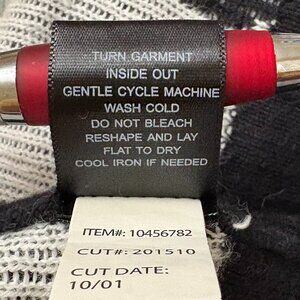 TURN GARMENT
INSIDE OUT
GENTLE CYCLE MACHINE
WASH COLD
DO NOT BLEACH
RESHAPE AND LAY
FLAT TO DRY
COOL IRON IF NEEDED
ITEM#: 10456782
CUT#: 201510
CUT DATE:
10/01